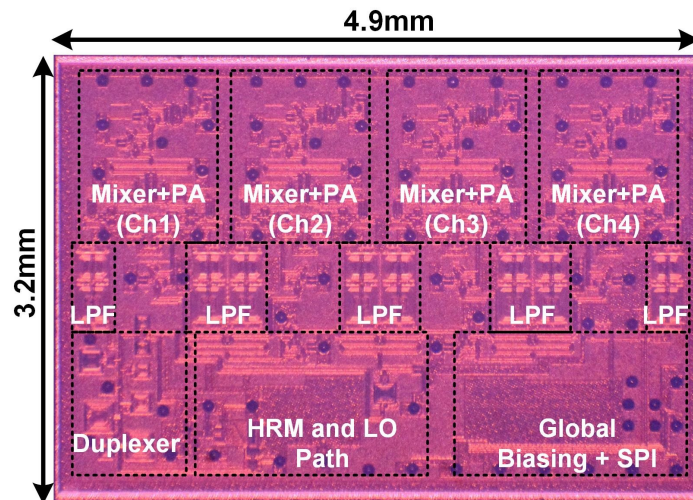 4.9mm
3.2mm
Mixer+PA
(Ch1)
Mixer+PA
(Ch2)
Mixer+PA
(Ch3)
Mixer+PA
(Ch4)
LPF
LPF
LPF
LPF
LPF
Duplexer
HRM and LO
Path
Global
Biasing + SPI